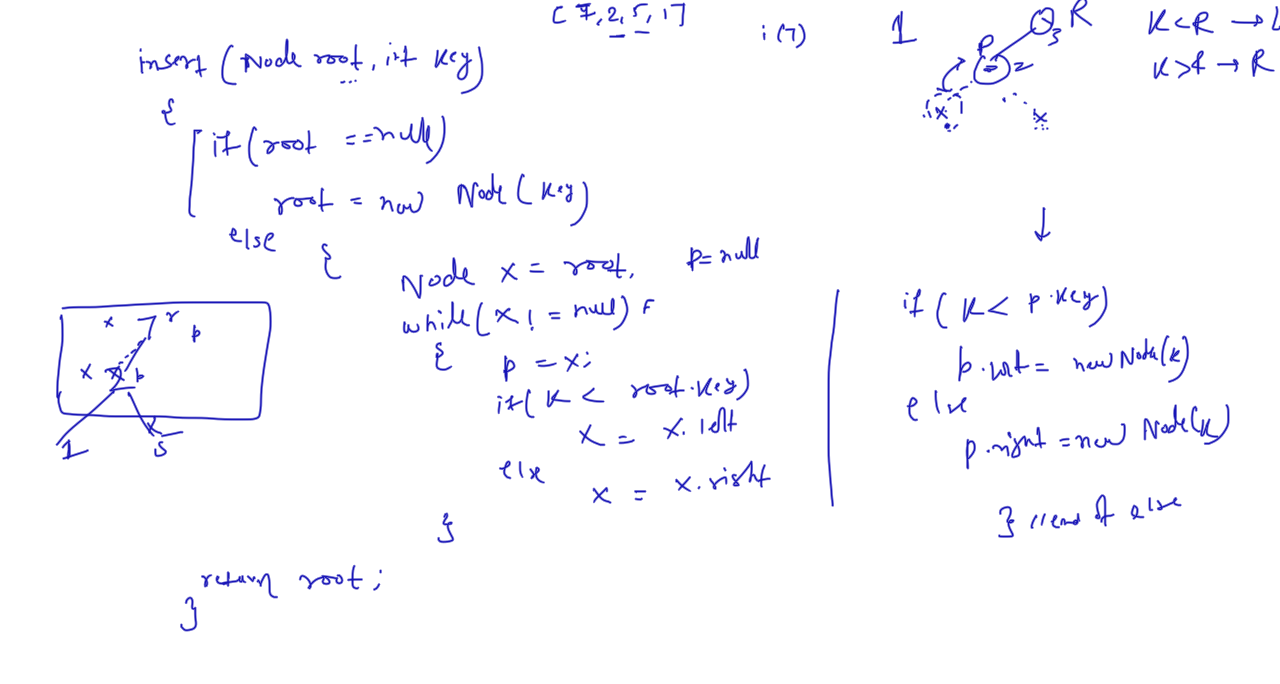 [7,2,5,1]
i(7)
insert (Node root, int key)
{
if (root ==null)
root = new Node (key)
else {
Node x = root, p=null
while(x != null) F
{
p = x;
if( K < root.key)
x = x.left
else
x = x.right
}
return root;
}
1
R
3
P
2
x
x
K<R → L
→ R
↓
if ( K < p.key)
= new Node(k)
else
p.right = new Node(k)
} //end of else
x 7 r
p
x p
1
5